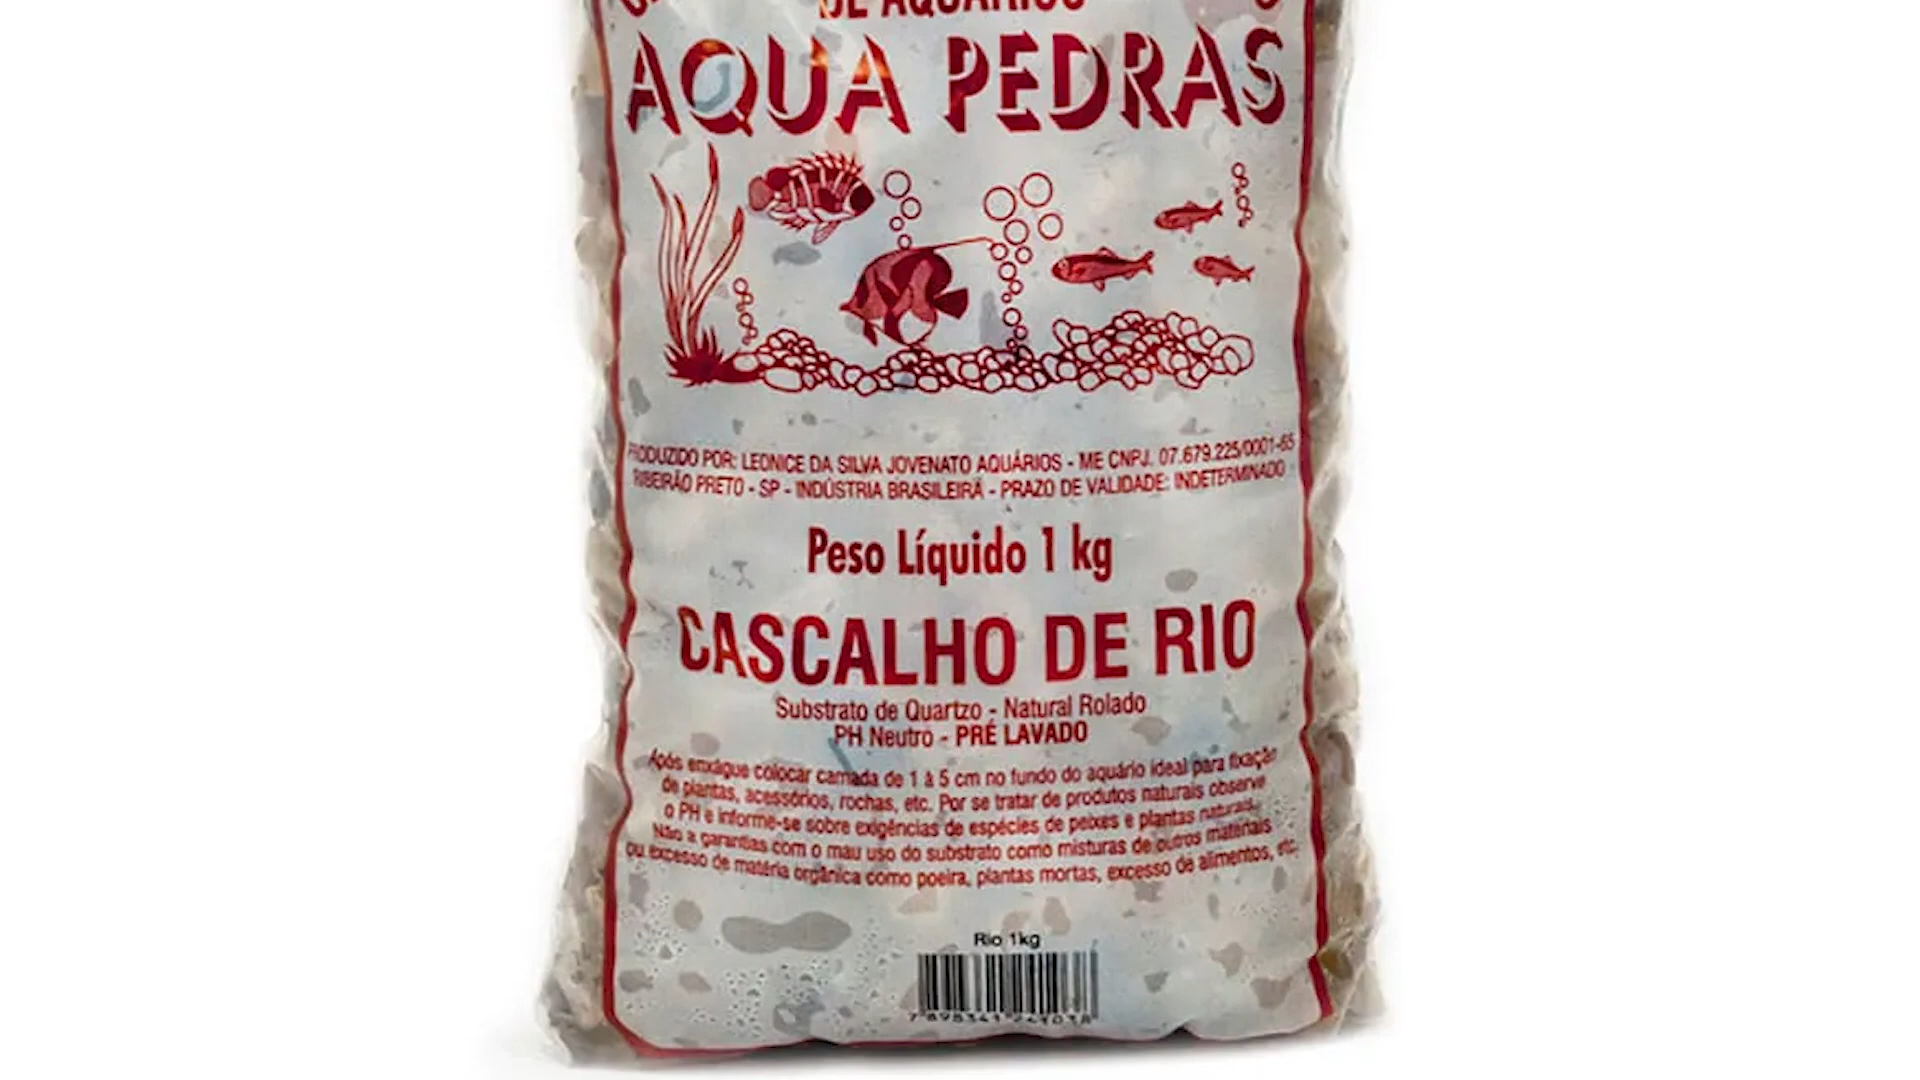 DE AQUÁRIOS
AQUA PEDRAS
PRODUZIDO POR: LEONICE DA SILVA JOVENATO AQUÁRIOS - ME CNPJ. 07.679.225/0001-65
RIBEIRÃO PRETO - SP - INDÚSTRIA BRASILEIRA - PRAZO DE VALIDADE: INDETERMINADO
Peso Líquido 1 kg
CASCALHO DE RIO
Substrato de Quartzo - Natural Rolado
PH Neutro - PRÉ LAVADO
Após enxágue colocar camada de 1 à 5 cm no fundo do aquário ideal para fixação
de plantas, acessórios, rochas, etc. Por se tratar de produtos naturais observe
o PH e informe-se sobre exigências de espécies de peixes e plantas naturais.
Não a garantias com o mau uso do substrato como misturas de outros materiais
ou excesso de matéria orgânica como poeira, plantas mortas, excesso de alimentos, etc.
Rio 1kg